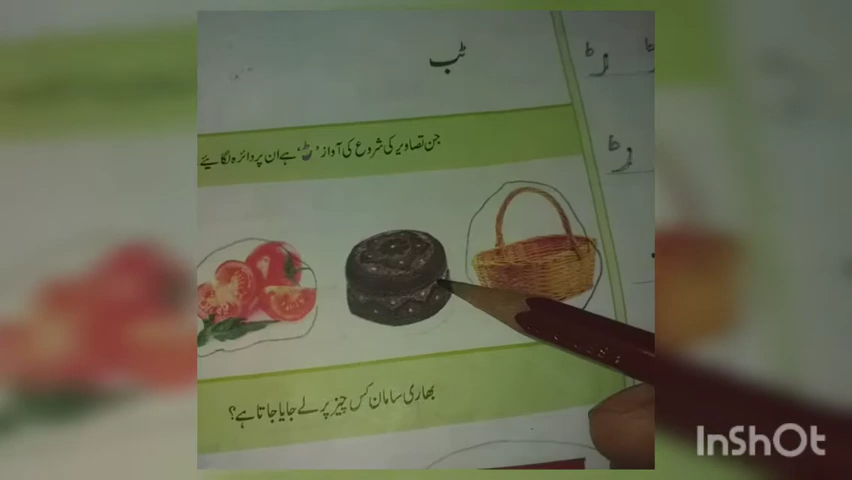 ٹب
جن تصاویر کی شروع کی آواز 'ٹ' ہے ان پر دائرہ لگائیے
بھاری سامان کس چیز پر لے جایا جاتا ہے؟
InShOt